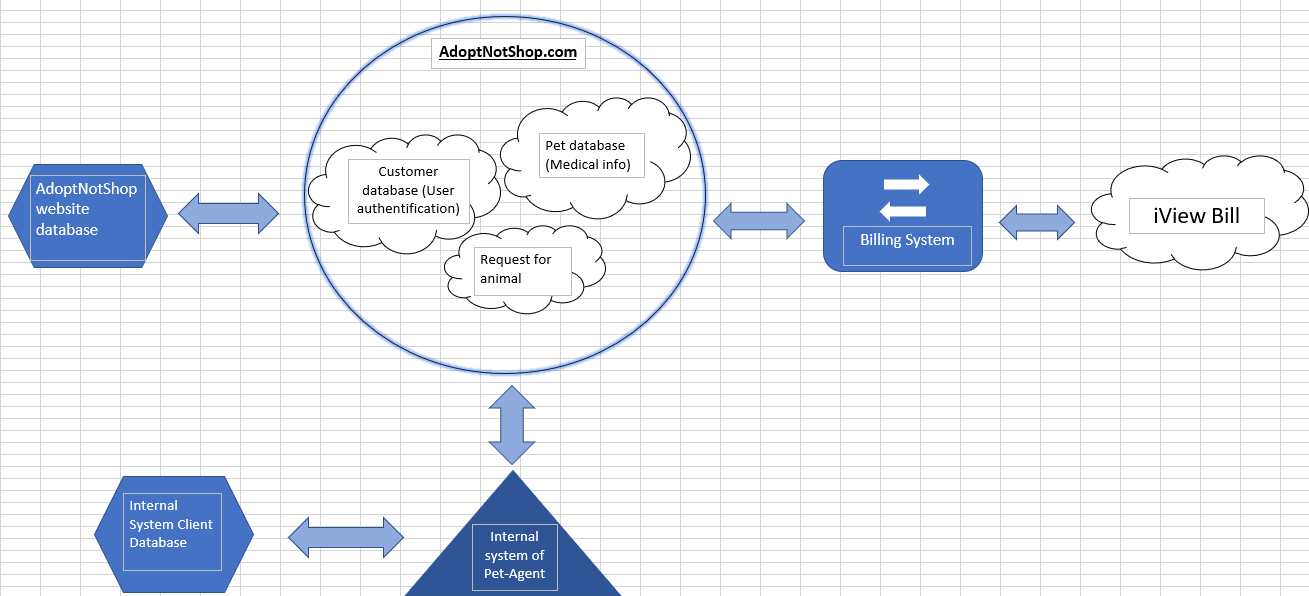 AdoptNotShop.com
Pet database
(Medical info)
Customer
database (User
authentification)
Request for
animal
AdoptNotShop
website
database
Billing System
iView Bill
Internal
System Client
Database
Internal
system of
Pet-Agent